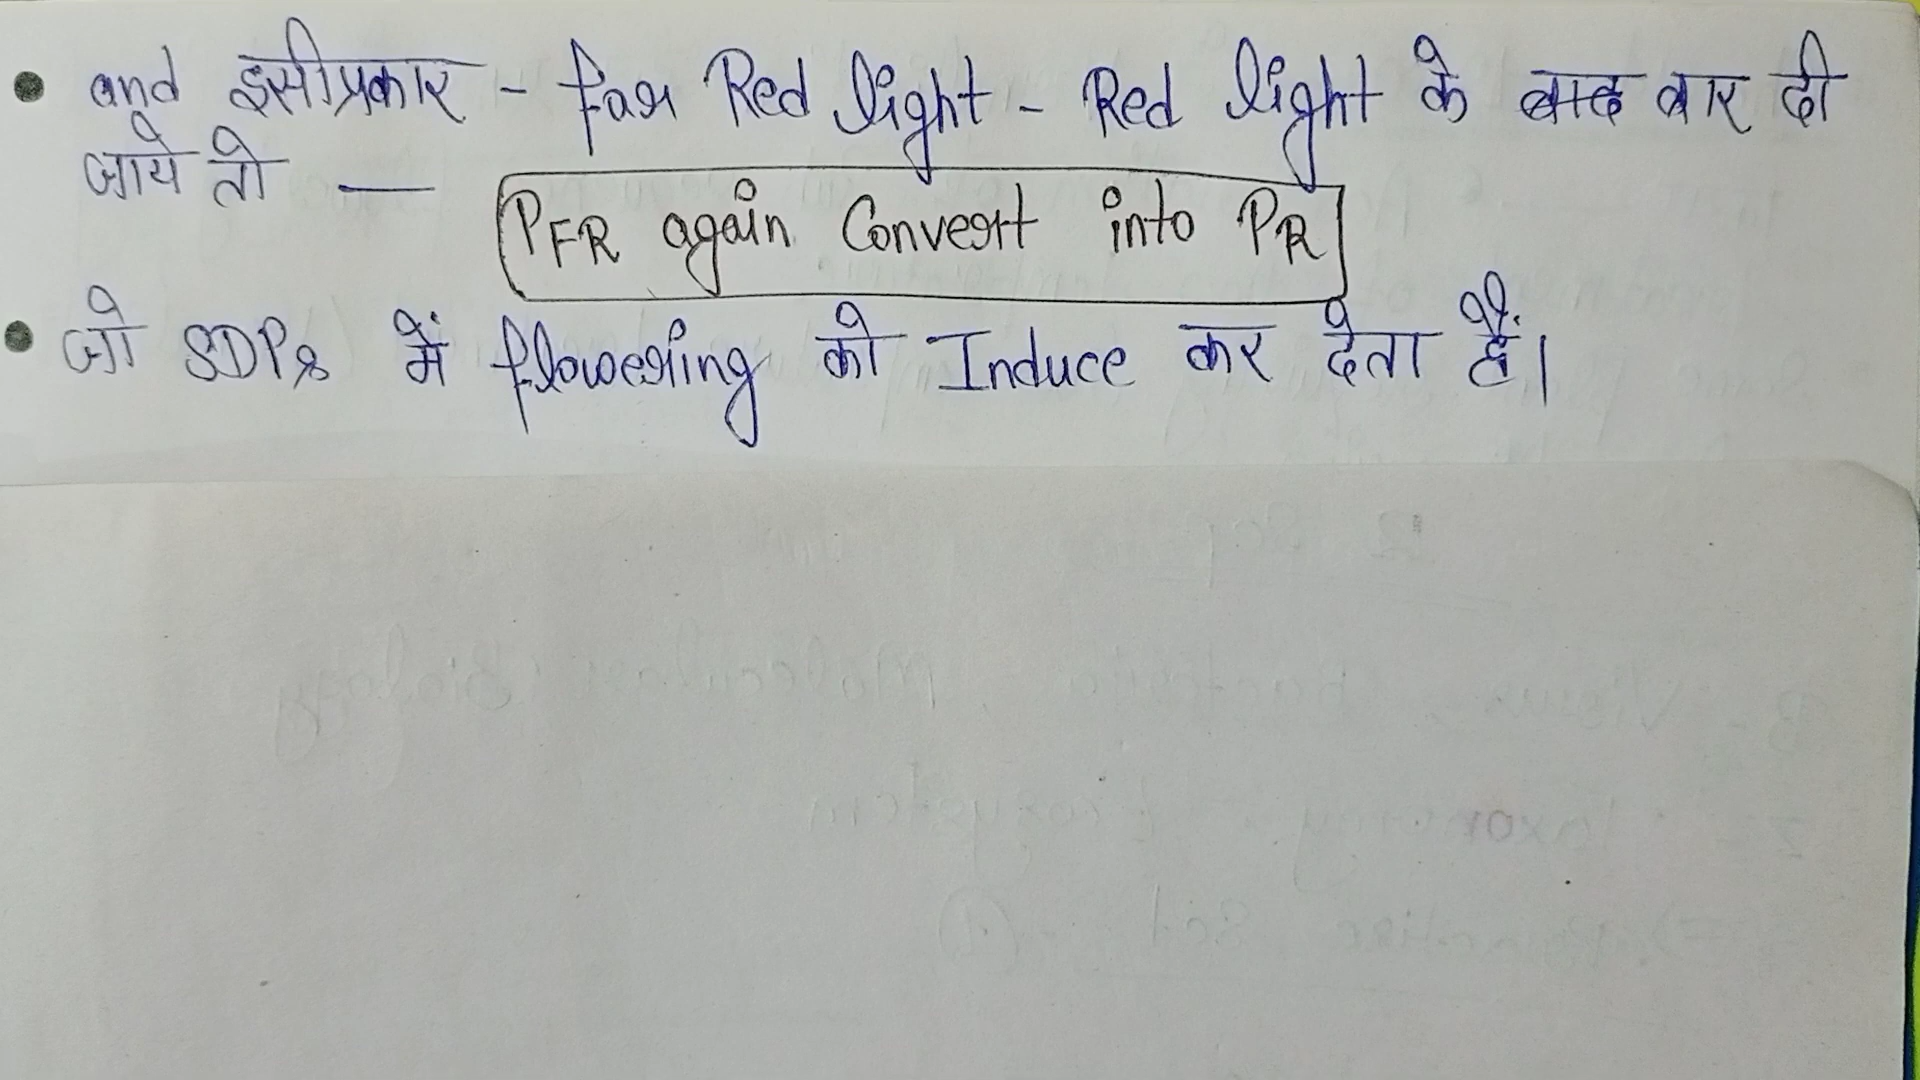 • and इसी प्रकार - far Red light - Red light के बाद बार दी
जाये तो —
PFR again Convert into PR
• जो SDPs में flowering को Induce कर देता हैं।